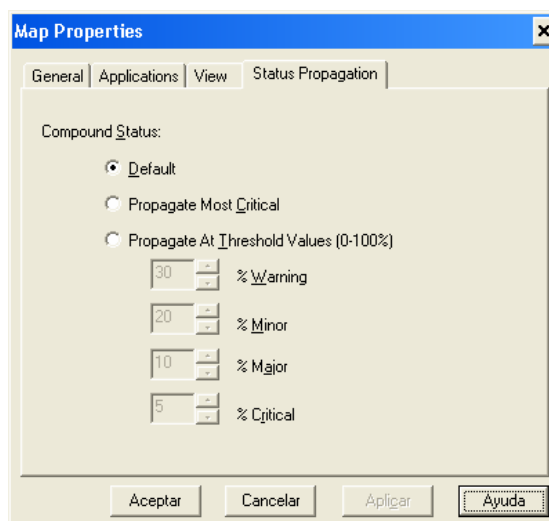 Map Properties
General Applications View Status Propagation
Compound Status:
Default
Propagate Most Critical
Propagate At Threshold Values (0-100%)
30 % Warning
20 % Minor
10 % Major
5 % Critical
Aceptar Cancelar Aplicar Ayuda